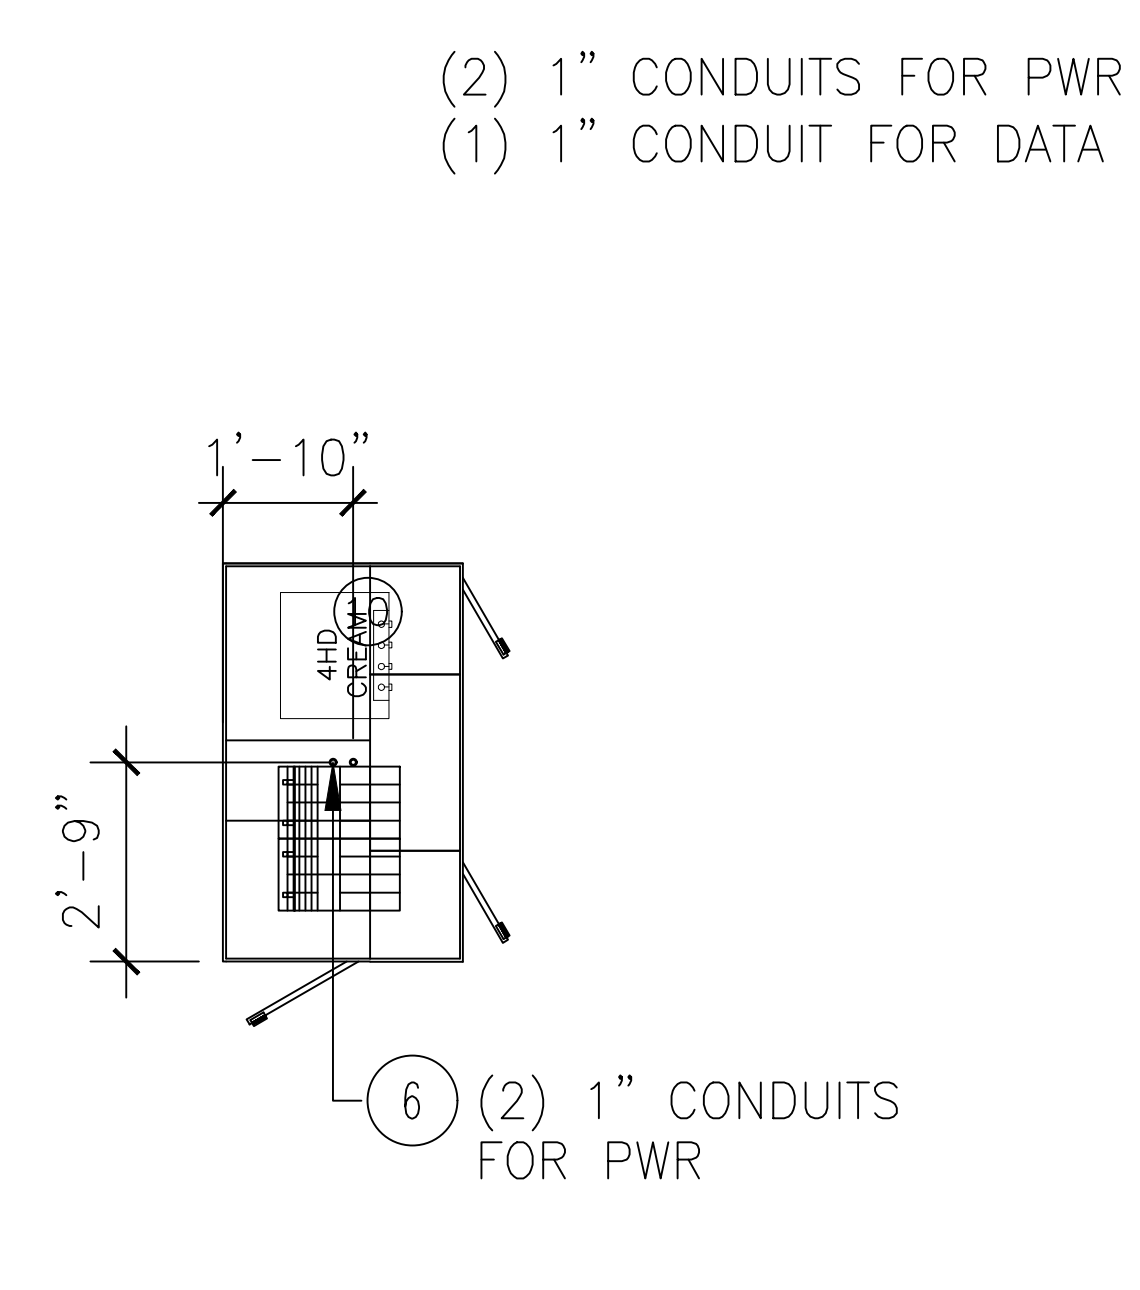 (2) 1” CONDUITS FOR PWR
(1) 1” CONDUIT FOR DATA
1’-10”
10
4HD
CREAM
2’-9”
6
(2) 1” CONDUITS
FOR PWR